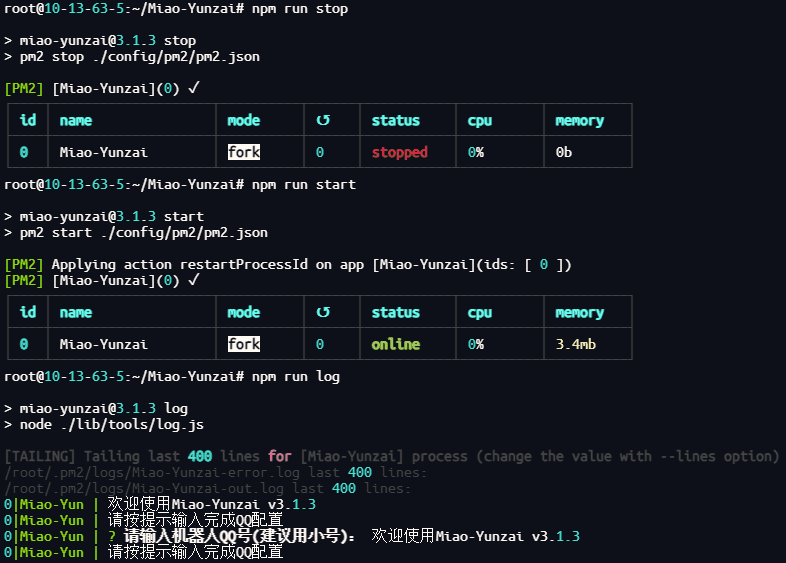 root@10-13-63-5:~/Miao-Yunzai# npm run stop
> miao-yunzai@3.1.3 stop
> pm2 stop ./config/pm2/pm2.json
[PM2] [Miao-Yunzai](0) ✓
id name mode ↺ status cpu memory
0 Miao-Yunzai fork 0 stopped 0% 0b
root@10-13-63-5:~/Miao-Yunzai# npm run start
> miao-yunzai@3.1.3 start
> pm2 start ./config/pm2/pm2.json
[PM2] Applying action restartProcessId on app [Miao-Yunzai](ids: [ 0 ])
[PM2] [Miao-Yunzai](0) ✓
id name mode ↺ status cpu memory
0 Miao-Yunzai fork 0 online 0% 3.4mb
root@10-13-63-5:~/Miao-Yunzai# npm run log
> miao-yunzai@3.1.3 log
> node ./lib/tools/log.js
[TAILING] Tailing last 400 lines for [Miao-Yunzai] process (change the value with --lines option)
/root/.pm2/logs/Miao-Yunzai-error.log last 400 lines:
/root/.pm2/logs/Miao-Yunzai-out.log last 400 lines:
0|Miao-Yun | 欢迎使用Miao-Yunzai v3.1.3
0|Miao-Yun | 请按提示输入完成QQ配置
0|Miao-Yun | ? 请输入机器人QQ号(建议用小号)： 欢迎使用Miao-Yunzai v3.1.3
0|Miao-Yun | 请按提示输入完成QQ配置